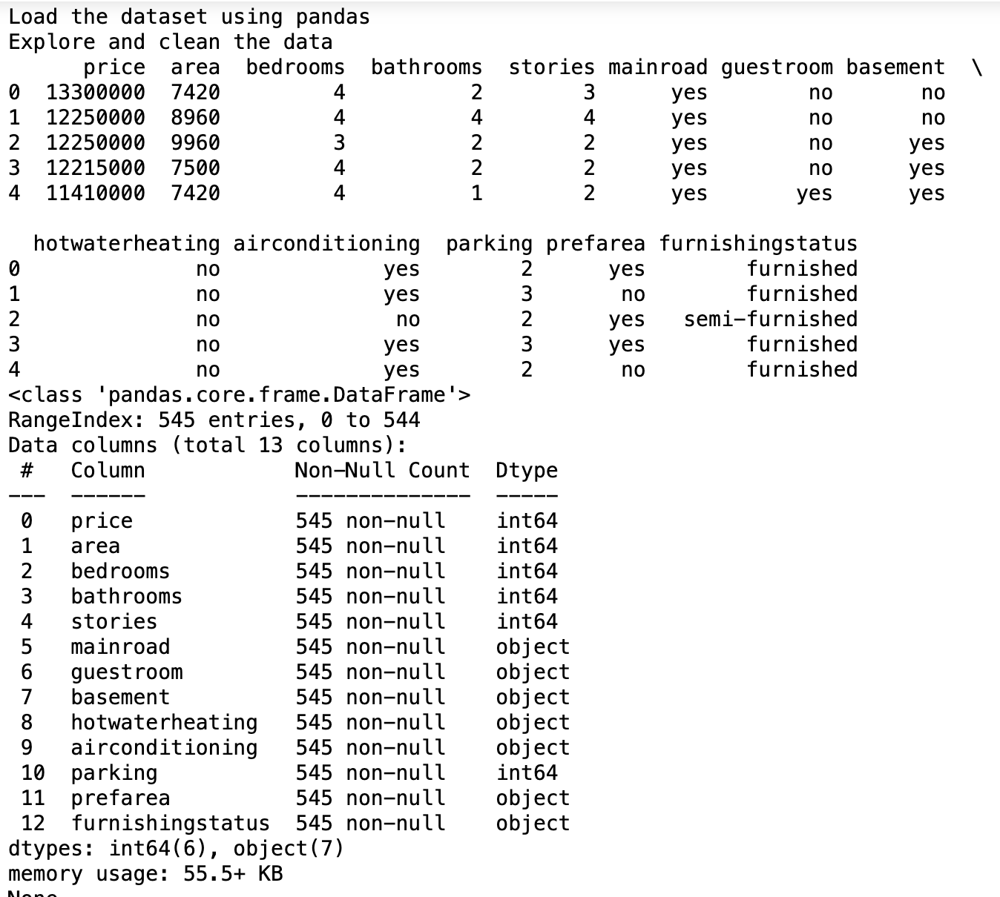 Load the dataset using pandas
Explore and clean the data
      price  area  bedrooms  bathrooms  stories mainroad guestroom basement  \
0  13300000  7420         4          2        3      yes        no       no
1  12250000  8960         4          4        4      yes        no       no
2  12250000  9960         3          2        2      yes        no      yes
3  12215000  7500         4          2        2      yes        no      yes
4  11410000  7420         4          1        2      yes       yes      yes
  hotwaterheating airconditioning  parking prefarea furnishingstatus
0              no             yes        2      yes        furnished
1              no             yes        3       no        furnished
2              no              no        2      yes   semi-furnished
3              no             yes        3      yes        furnished
4              no             yes        2       no        furnished
<class 'pandas.core.frame.DataFrame'>
RangeIndex: 545 entries, 0 to 544
Data columns (total 13 columns):
 #   Column            Non-Null Count  Dtype
---  ------            --------------  -----
 0   price             545 non-null    int64
 1   area              545 non-null    int64
 2   bedrooms          545 non-null    int64
 3   bathrooms         545 non-null    int64
 4   stories           545 non-null    int64
 5   mainroad          545 non-null    object
 6   guestroom         545 non-null    object
 7   basement          545 non-null    object
 8   hotwaterheating   545 non-null    object
 9   airconditioning   545 non-null    object
 10  parking           545 non-null    int64
 11  prefarea          545 non-null    object
 12  furnishingstatus  545 non-null    object
dtypes: int64(6), object(7)
memory usage: 55.5+ KB
None